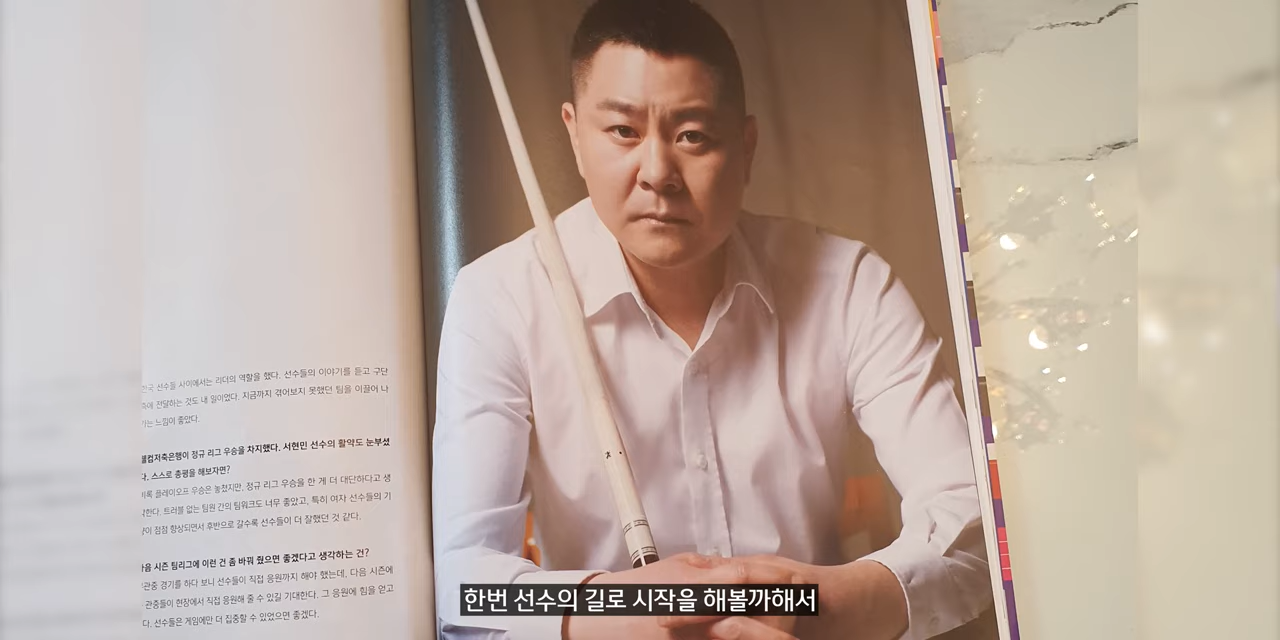 한국 선수들 사이에서는 리더의 역할을 했다. 선수들의 이야기를 듣고 구단
측에 전달하는 것도 내 일이었다. 지금까지 겪어보지 못했던 팀을 이끌어 나
가는 느낌이 좋았다.
웰컴저축은행이 정규 리그 우승을 차지했다. 서현민 선수의 활약도 눈부셨
다. 스스로 총평을 해보자면?
비록 플레이오프 우승은 놓쳤지만, 정규 리그 우승을 한 게 더 대단하다고 생
각한다. 트러블 없는 팀원 간의 팀워크도 너무 좋았고, 특히 여자 선수들의 기
량이 점점 향상되면서 후반으로 갈수록 선수들이 더 잘했던 것 같다.
다음 시즌 팀리그에 이런 건 좀 바꿔 줬으면 좋겠다고 생각하는 건?
관중 경기를 하다 보니 선수들이 직접 응원까지 해야 했는데, 다음 시즌에
관중들이 현장에서 직접 응원해 줄 수 있길 기대한다. 그 응원에 힘을 얻고
다. 선수들은 게임에만 더 집중할 수 있었으면 좋겠다.
한번 선수의 길로 시작을 해볼까해서